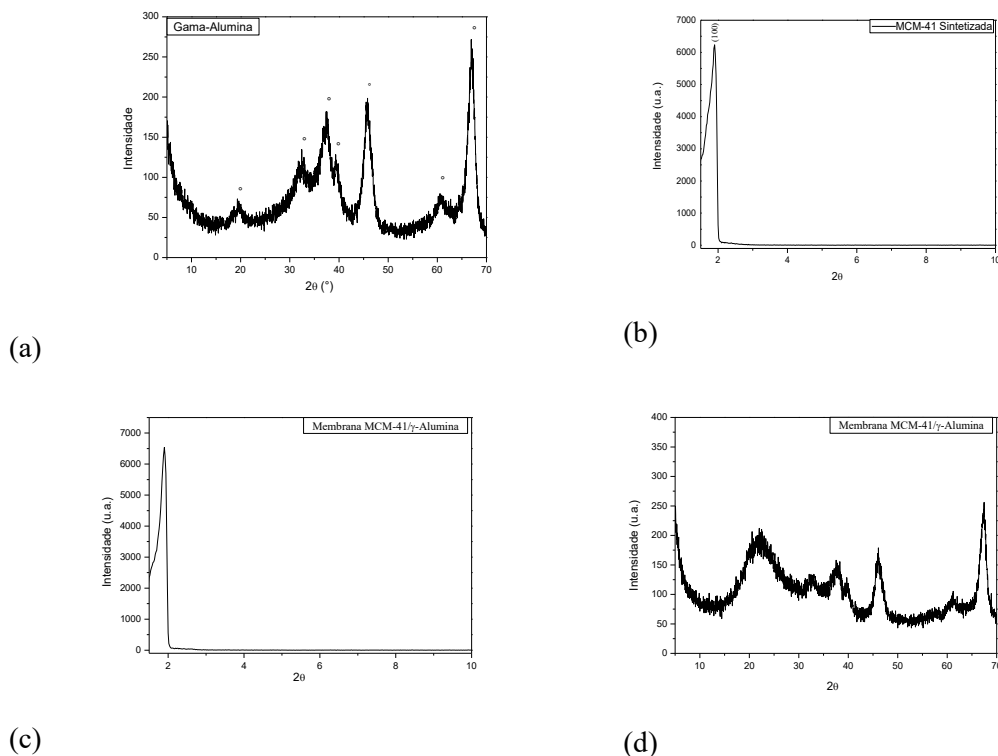 Gama-Alumina
Intensidade
300
250
200
150
100
50
0
10 20 30 40 50 60 70
2θ (°)
(a)
(100)
MCM-41 Sintetizada
Intensidade (u.a.)
7000
6000
5000
4000
3000
2000
1000
0
2 4 6 8 10
2θ
(b)
Membrana MCM-41/γ-Alumina
Intensidade (u.a.)
7000
6000
5000
4000
3000
2000
1000
0
2 4 6 8 10
2θ
(c)
Membrana MCM-41/γ-Alumina
Intensidade (u.a.)
400
350
300
250
200
150
100
50
0
10 20 30 40 50 60 70
2θ
(d)